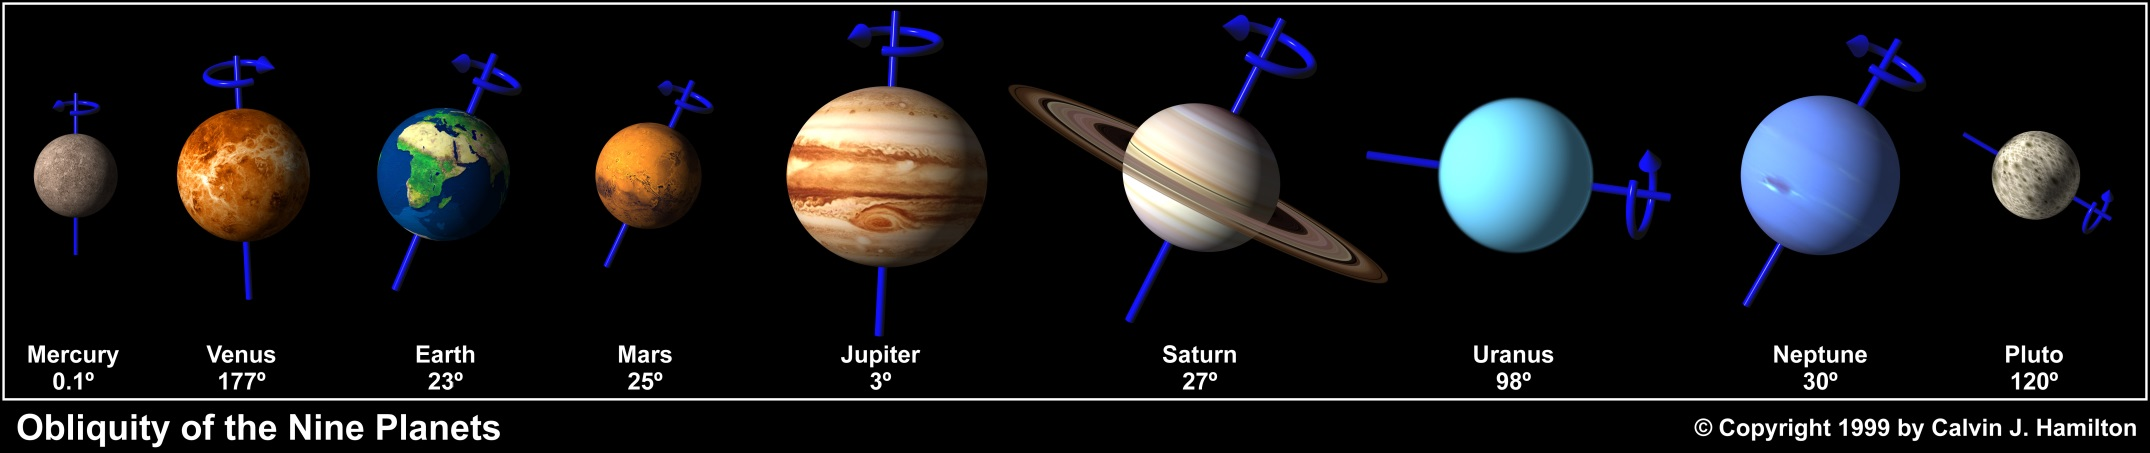 Mercury Venus Earth Mars Jupiter Saturn Uranus Neptune Pluto
0.1º 177º 23º 25º 3º 27º 98º 30º 120º
Obliquity of the Nine Planets
© Copyright 1999 by Calvin J. Hamilton